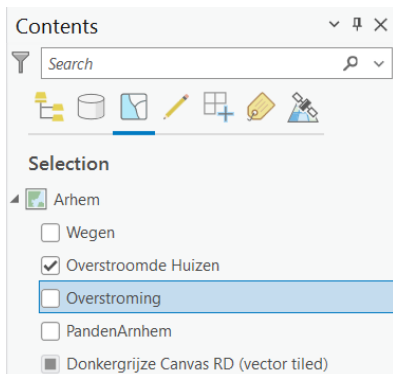 Contents
Search
Selection
Arhem
Wegen
Overstroomde Huizen
Overstroming
PandenArnhem
Donkergrijze Canvas RD (vector tiled)